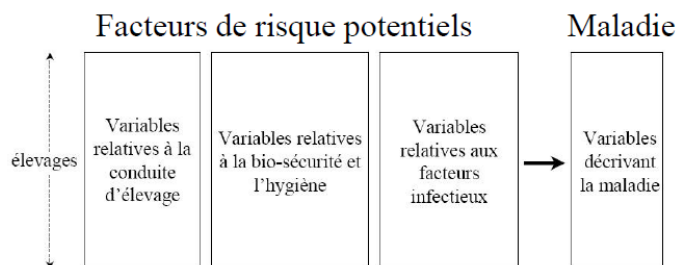 Facteurs de risque potentiels
Maladie
élevages
Variables
relatives à la
conduite
d'élevage
Variables relatives
à la bio-sécurité et
l'hygiène
Variables
relatives aux
facteurs
infectieux
Variables
décrivant
la maladie